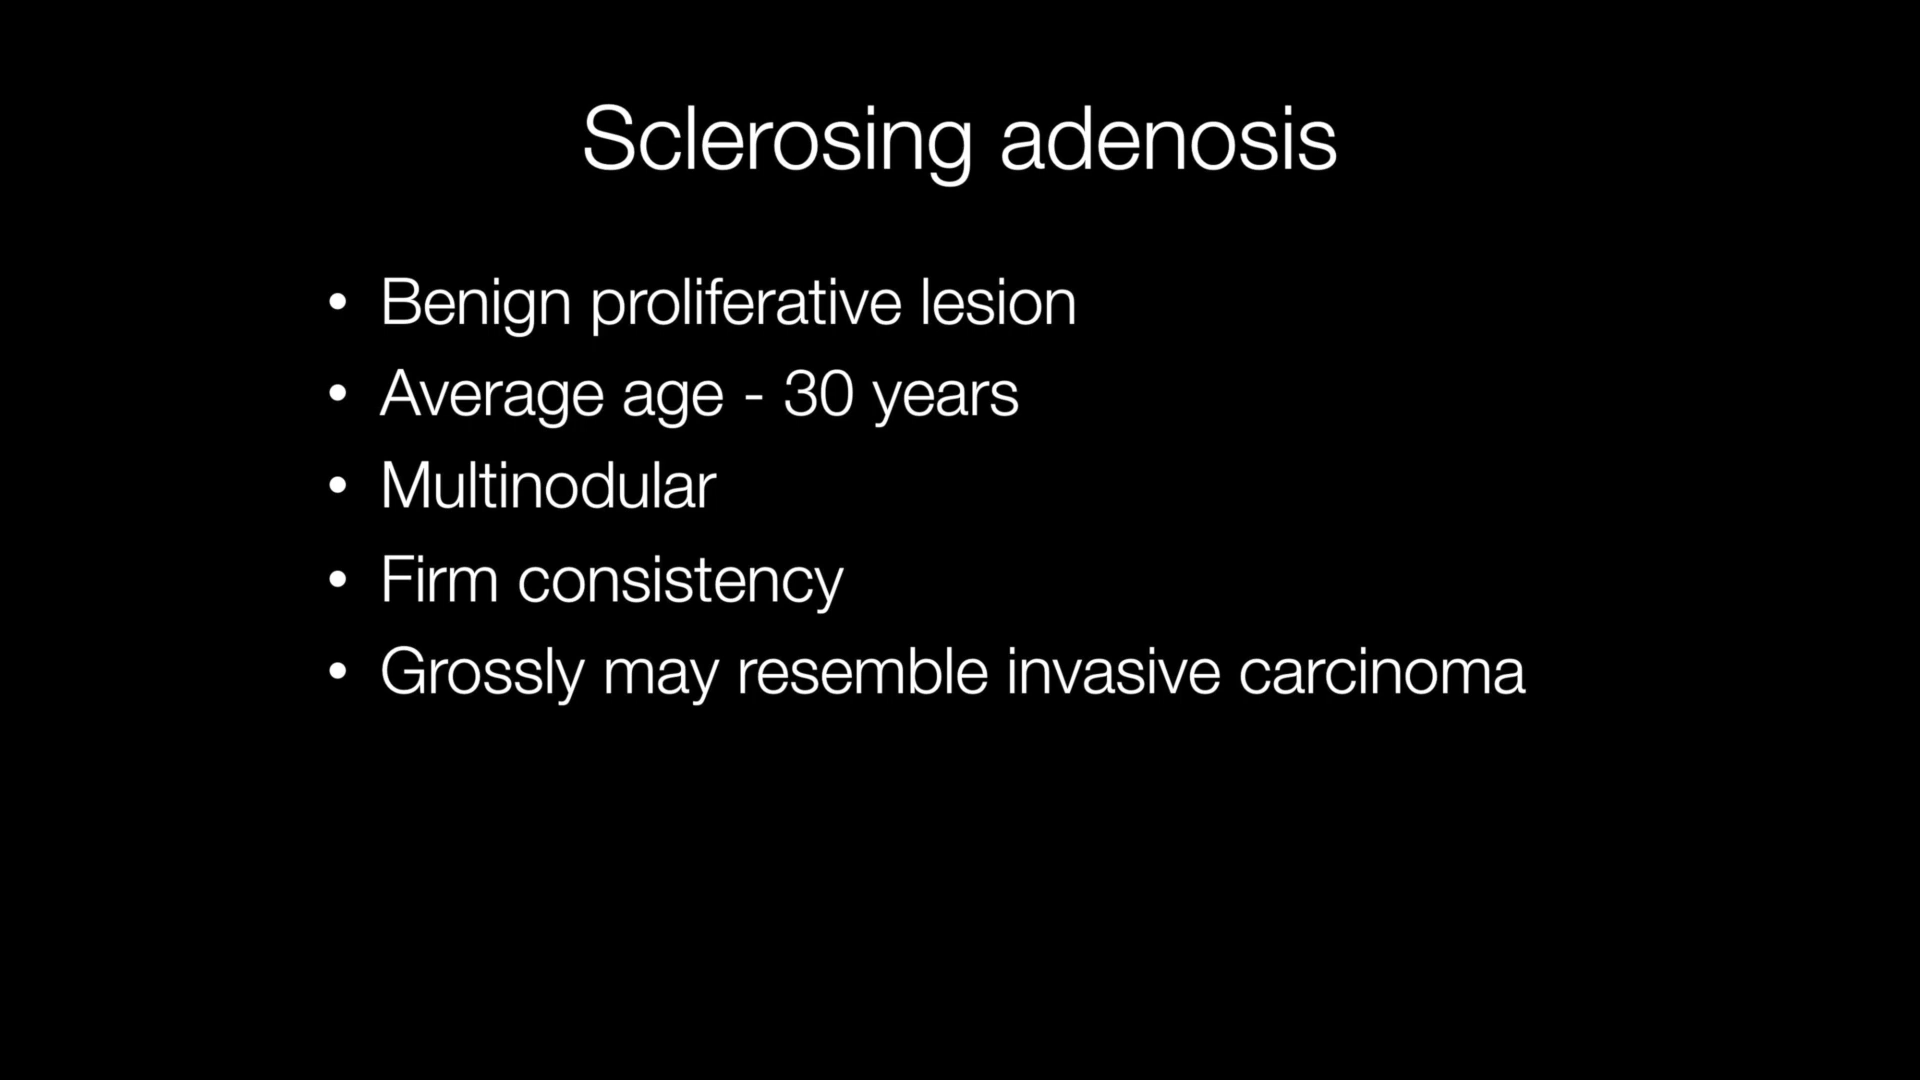 Sclerosing adenosis
• Benign proliferative lesion
• Average age - 30 years
• Multinodular
• Firm consistency
• Grossly may resemble invasive carcinoma